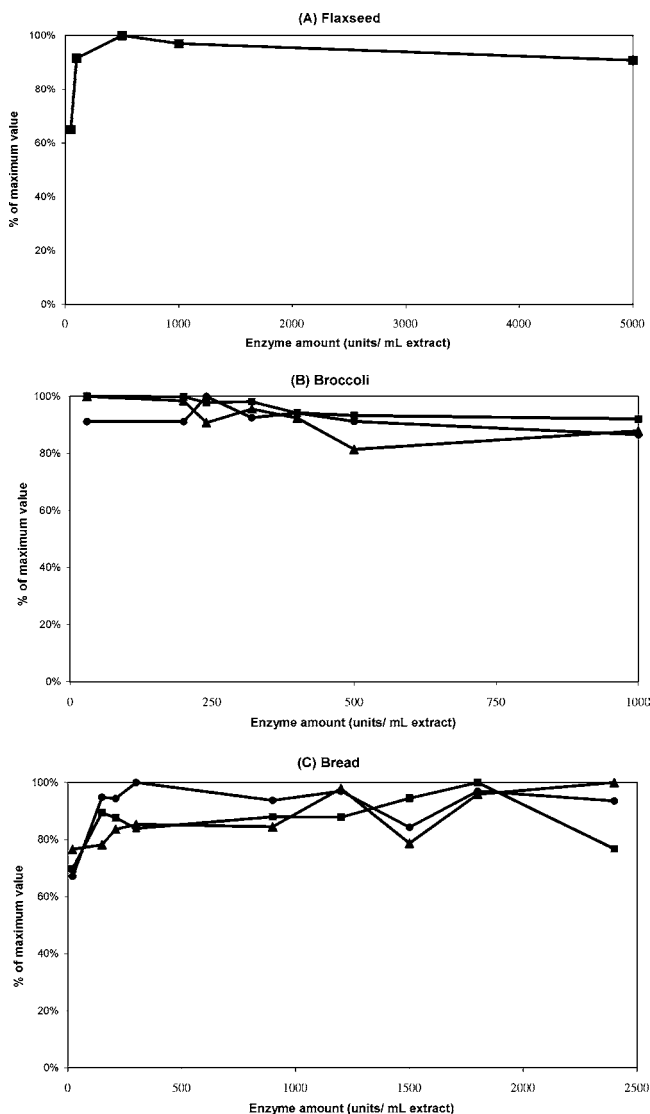 (A) Flaxseed
100%
80%
60%
40%
20%
0%
% of maximum value
0 1000 2000 3000 4000 5000
Enzyme amount (units/ mL extract)
(B) Broccoli
100%
80%
60%
40%
20%
0%
% of maximum value
0 250 500 750 1000
Enzyme amount (units/ mL extract)
(C) Bread
100%
80%
60%
40%
20%
0%
% of maximum value
0 500 1000 1500 2000 2500
Enzyme amount (units/ mL extract)